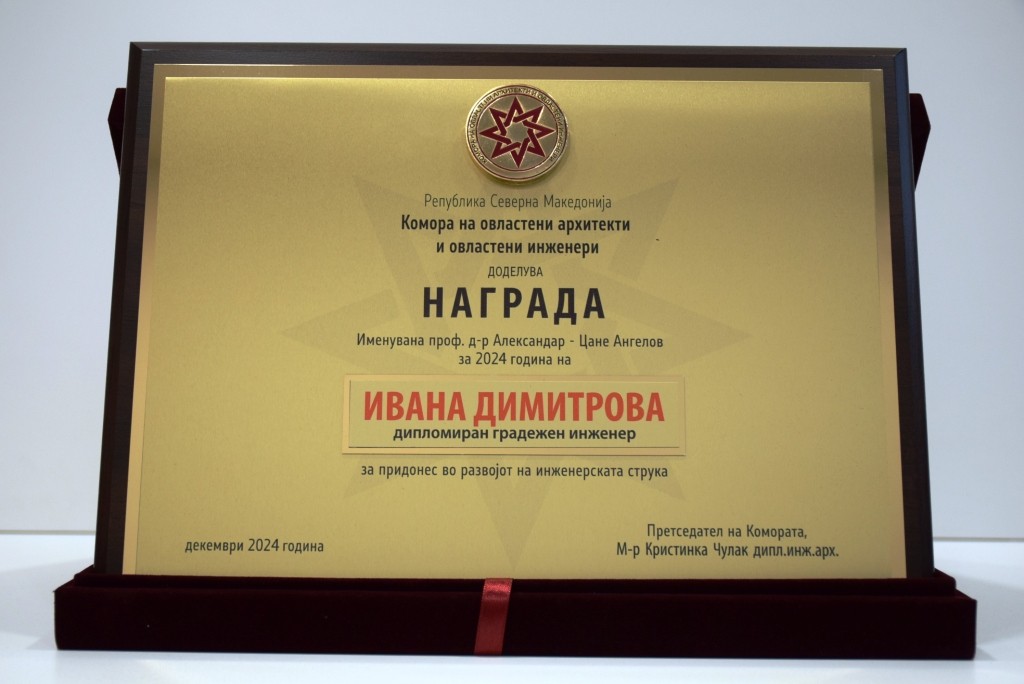 Република Северна Македонија
Комора на овластени архитекти
и овластени инженери
ДОДЕЛУВА
НАГРАДА
Именувана проф. д-р Александар - Цане Ангелов
за 2024 година на
ИВАНА ДИМИТРОВА
дипломиран градежен инженер
за придонес во развојот на инженерската струка
декември 2024 година
Претседател на Комората,
М-р Кристинка Чулак дипл.инж.арх.